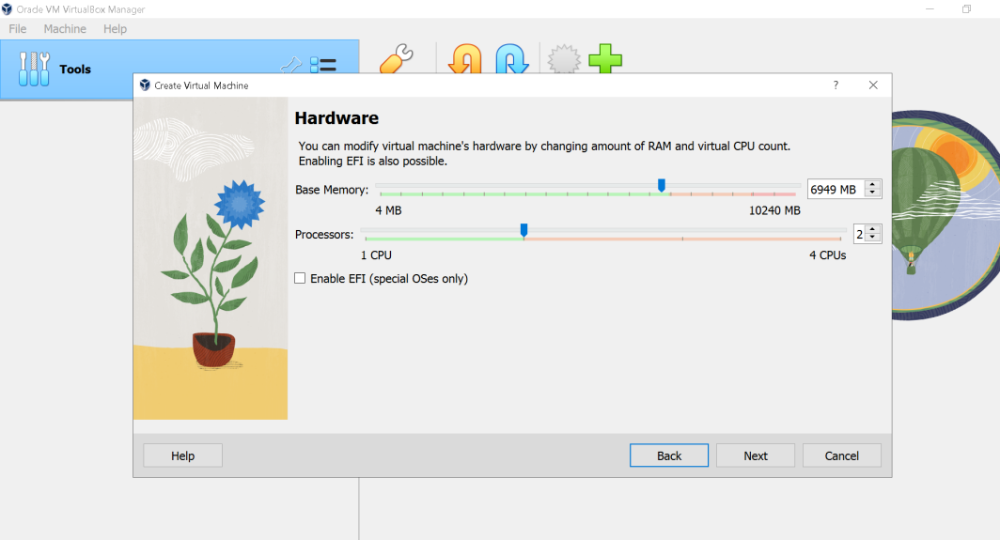 Oracle VM VirtualBox Manager
File Machine Help
Tools
Create Virtual Machine
?
Hardware
You can modify virtual machine's hardware by changing amount of RAM and virtual CPU count.
Enabling EFI is also possible.
Base Memory: 6949 MB
4 MB 10240 MB
Processors: 2
1 CPU 4 CPUs
Enable EFI (special OSes only)
Help Back Next Cancel